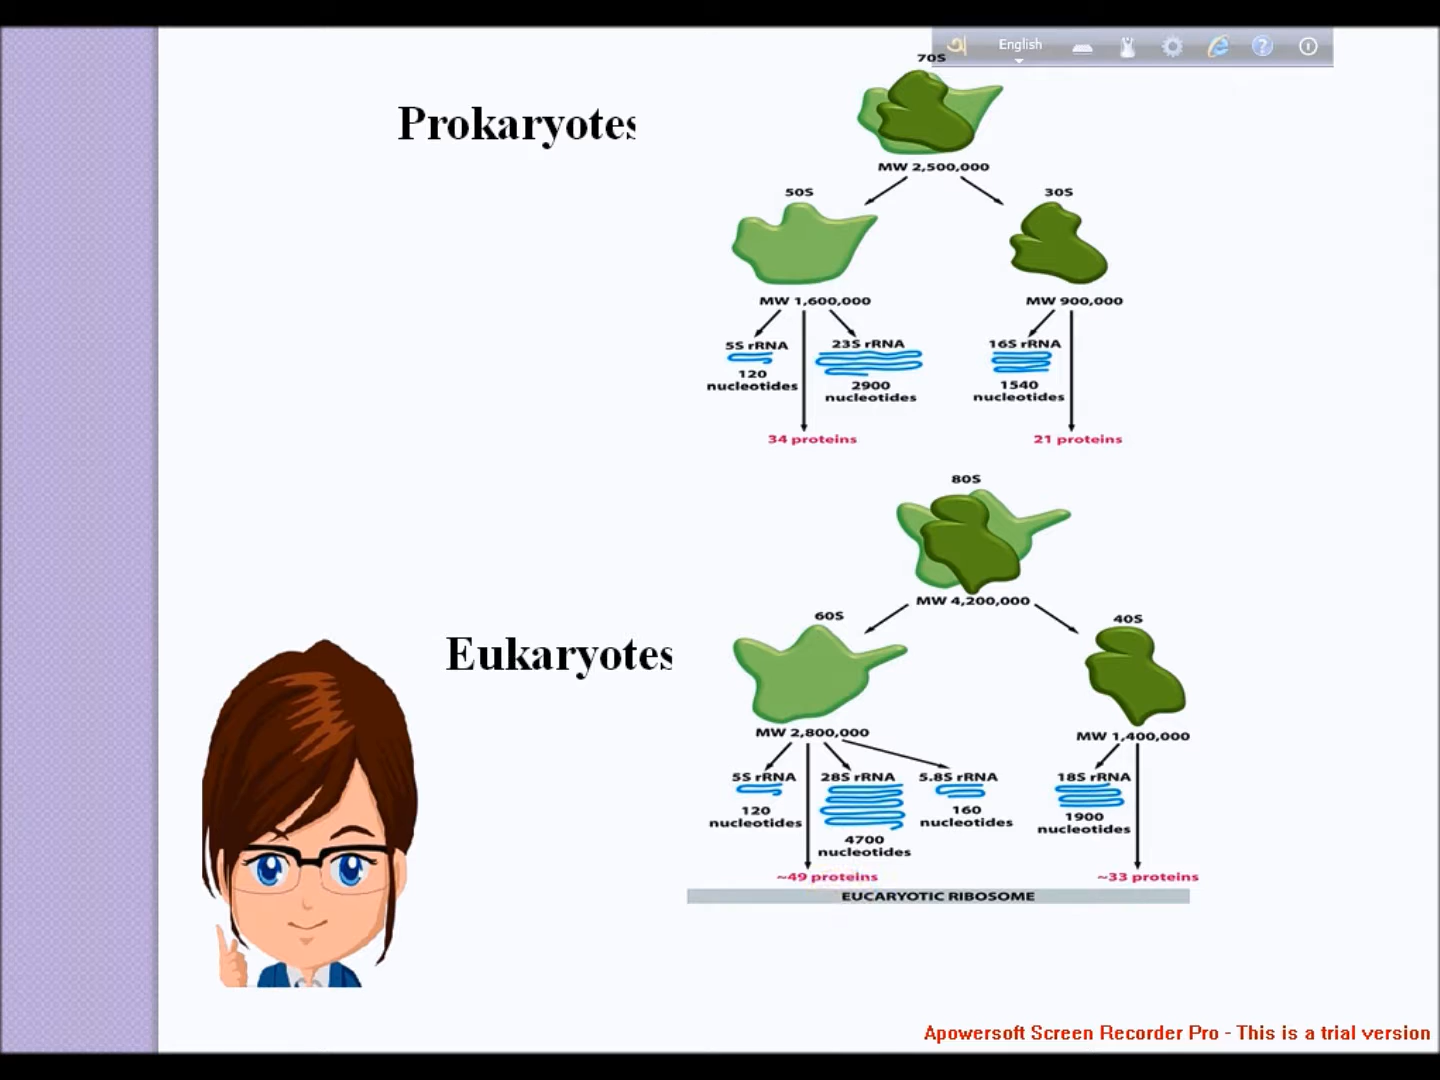 English
70S
Prokaryotes
MW 2,500,000
50S
30S
MW 1,600,000
MW 900,000
5S rRNA
23S rRNA
16S rRNA
120
nucleotides
2900
nucleotides
1540
nucleotides
34 proteins
21 proteins
80S
MW 4,200,000
60S
40S
Eukaryotes
MW 2,800,000
MW 1,400,000
5S rRNA
28S rRNA
5.8S rRNA
18S rRNA
120
nucleotides
4700
nucleotides
160
nucleotides
1900
nucleotides
~49 proteins
~33 proteins
EUCARYOTIC RIBOSOME
Apowersoft Screen Recorder Pro - This is a trial version